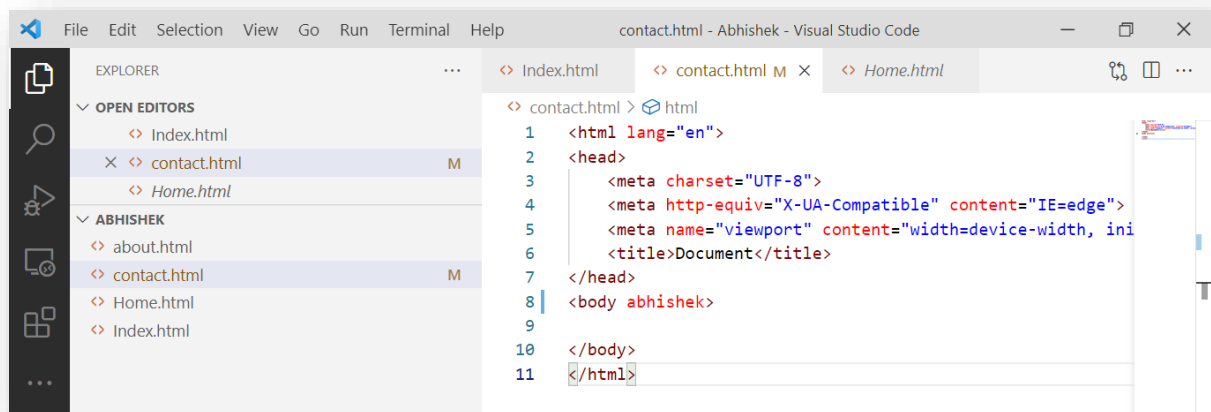 File Edit Selection View Go Run Terminal Help contact.html - Abhishek - Visual Studio Code
EXPLORER
OPEN EDITORS
Index.html
contact.html M
Home.html
ABHISHEK
about.html
contact.html M
Home.html
Index.html
Index.html contact.html M Home.html
contact.html > html
1 <html lang="en">
2 <head>
3 <meta charset="UTF-8">
4 <meta http-equiv="X-UA-Compatible" content="IE=edge">
5 <meta name="viewport" content="width=device-width, ini
6 <title>Document</title>
7 </head>
8 <body abhishek>
9
10 </body>
11 </html>